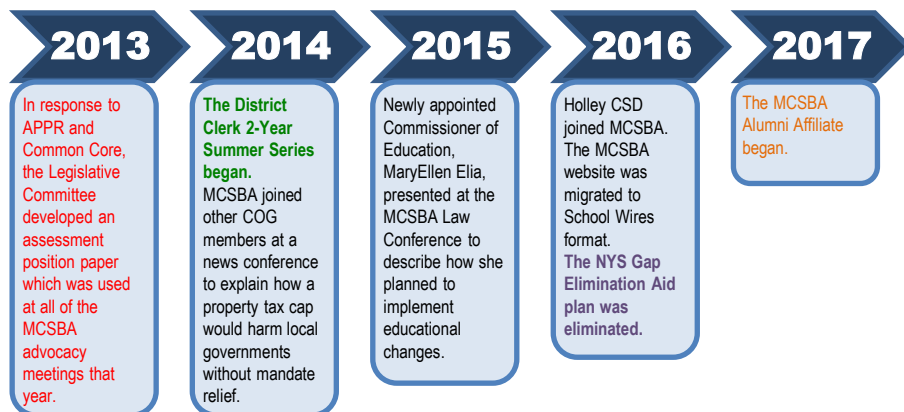 2013
2014
2015
2016
2017
In response to
APPR and
Common Core,
the Legislative
Committee
developed an
assessment
position paper
which was used
at all of the
MCSBA
advocacy
meetings that
year.
The District
Clerk 2-Year
Summer Series
began.
MCSBA joined
other COG
members at a
news conference
to explain how a
property tax cap
would harm local
governments
without mandate
relief.
Newly appointed
Commissioner of
Education,
MaryEllen Elia,
presented at the
MCSBA Law
Conference to
describe how she
planned to
implement
educational
changes.
Holley CSD
joined MCSBA.
The MCSBA
website was
migrated to
School Wires
format.
The NYS Gap
Elimination Aid
plan was
eliminated.
The MCSBA
Alumni Affiliate
began.